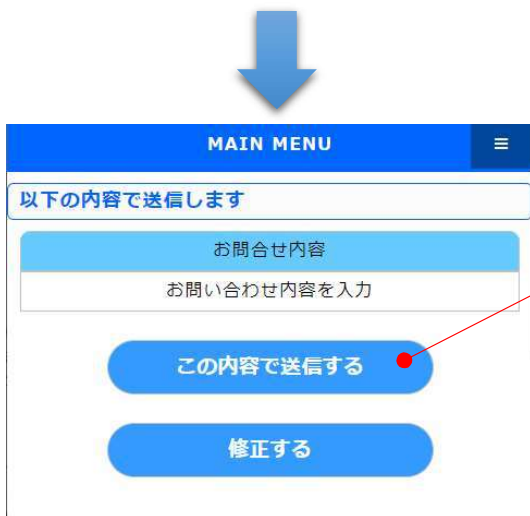 MAIN MENU
以下の内容で送信します
お問合せ内容
お問い合わせ内容を入力
この内容で送信する
修正する